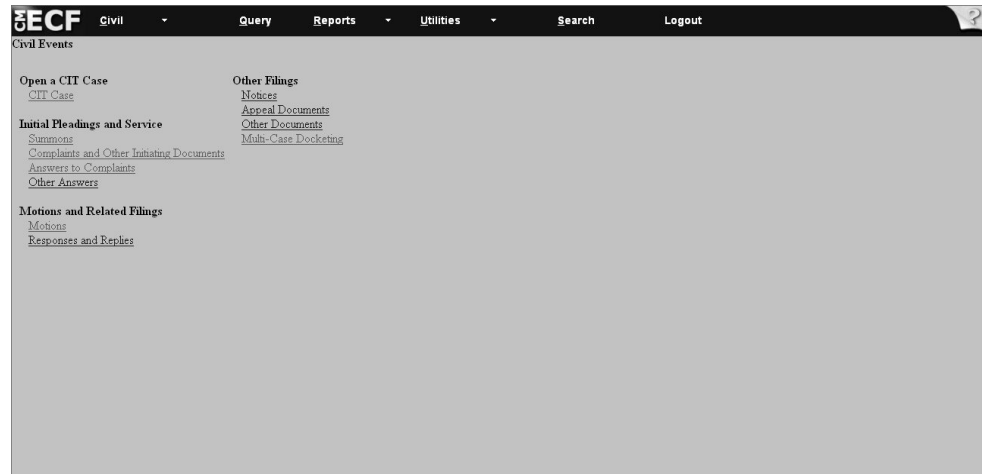 CM ECF Civil Query Reports Utilities Search Logout ?
Civil Events
Open a CIT Case
CIT Case
Initial Pleadings and Service
Summons
Complaints and Other Initiating Documents
Answers to Complaints
Other Answers
Motions and Related Filings
Motions
Responses and Replies
Other Filings
Notices
Appeal Documents
Other Documents
Multi-Case Docketing